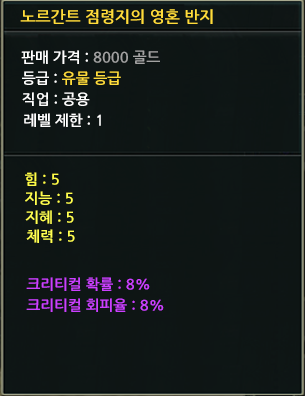 노르간트 점령지의 영혼 반지
판매 가격 : 8000 골드
등급 : 유물 등급
직업 : 공용
레벨 제한 : 1
힘 : 5
지능 : 5
지혜 : 5
체력 : 5
크리티컬 확률 : 8%
크리티컬 회피율 : 8%